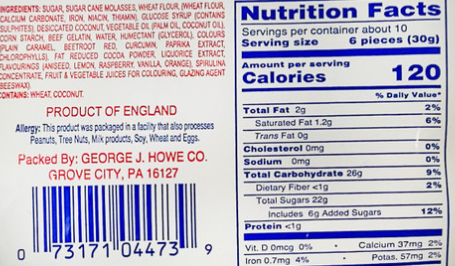 INGREDIENTS: SUGAR, SUGAR CANE MOLASSES, WHEAT FLOUR, (WHEAT FLOUR,
CALCIUM CARBONATE, IRON, NIACIN, THIAMIN), GLUCOSE SYRUP (CONTAINS
SULPHITES), DESICCATED COCONUT, VEGETABLE OIL (PALM OIL, COCONUT OIL),
CORN STARCH, BEEF GELATIN, WATER, HUMECTANT (GLYCEROL), COLOURS
(PLAIN CARAMEL, BEETROOT RED, CURCUMIN, PAPRIKA EXTRACT,
CHLOROPHYLLS), FAT REDUCED COCOA POWDER, LIQUORICE EXTRACT,
FLAVOURINGS (ANISEED, LEMON, RASPBERRY, VANILLA, ORANGE), SPIRULINA
CONCENTRATE, FRUIT & VEGETABLE JUICES FOR COLOURING, GLAZING AGENT
(BEESWAX).
CONTAINS: WHEAT, COCONUT.
PRODUCT OF ENGLAND
Allergy: This product was packaged in a facility that also processes
Peanuts, Tree Nuts, Milk products, Soy, Wheat and Eggs.
Packed By: GEORGE J. HOWE CO.
GROVE CITY, PA 16127
0 73171 04473 9
Nutrition Facts
Servings per container about 10
Serving size 6 pieces (30g)
Amount per serving
Calories 120
% Daily Value*
Total Fat 2g 2%
Saturated Fat 1.2g 6%
Trans Fat 0g
Cholesterol 0mg 0%
Sodium 0mg 0%
Total Carbohydrate 26g 9%
Dietary Fiber <1g 2%
Total Sugars 22g
Includes 6g Added Sugars 12%
Protein <1g
Vit. D 0mcg 0% • Calcium 37mg 2%
Iron 0.7mg 4% • Potas. 57mg 2%